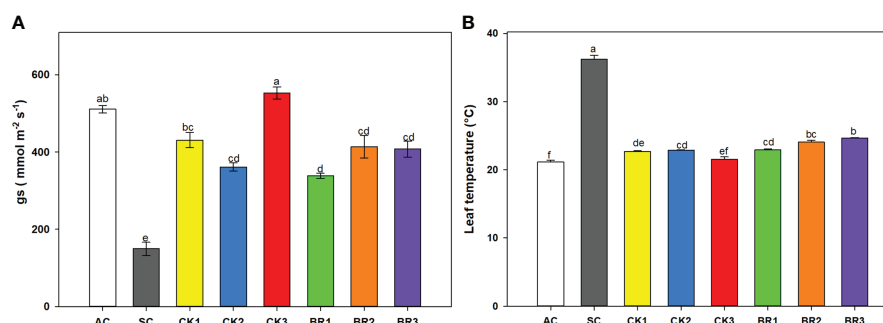 A
gs ( mmol m-2 s-1)
600
400
200
0
ab
e
bc
cd
a
d
cd
cd
AC SC CK1 CK2 CK3 BR1 BR2 BR3
B
Leaf temperature (°C)
40
30
20
10
0
f
a
de
cd
ef
cd
bc
b
AC SC CK1 CK2 CK3 BR1 BR2 BR3